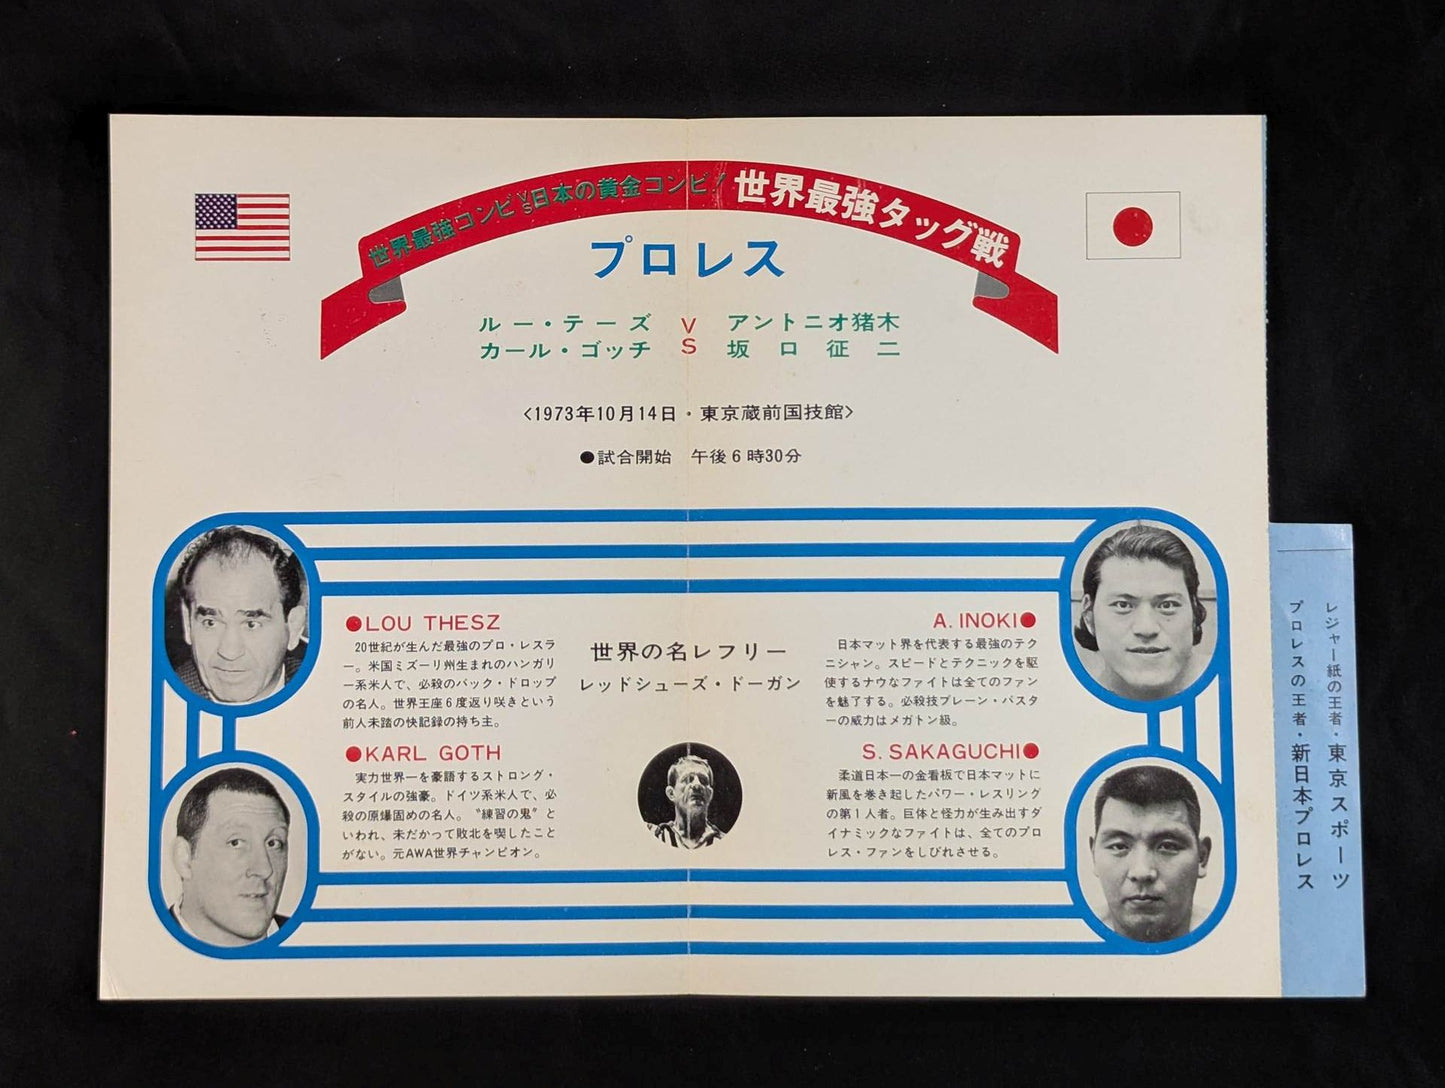 世界最強コンビVS日本の黄金コンビ！世界最強タッグ戦
プロレス
ルー・テーズ VS アントニオ猪木
カール・ゴッチ 坂口征二
<1973年10月14日・東京蔵前国技館>
●試合開始 午後6時30分
●LOU THESZ
20世紀が生んだ最強のプロ・レスラ
ー。米国ミズーリ州生まれのハンガリ
ー系米人で、必殺のバック・ドロップ
の名人。世界王座6度返り咲きという
前人未踏の快記録の持ち主。
●KARL GOTH
実力世界一を豪語するストロング・
スタイルの強豪。ドイツ系米人で、必
殺の原爆固めの名人。〝練習の鬼〟と
いわれ、未だかつて敗北を喫したこと
がない。元AWA世界チャンピオン。
世界の名レフリー
レッドシューズ・ドーガン
A. INOKI●
日本マット界を代表する最強のテク
ニシャン。スピードとテクニックを駆
使するナウなファイトは全てのファン
を魅了する。必殺技ブレーン・バスタ
ーの威力はメガトン級。
S. SAKAGUCHI●
柔道日本一の金看板で日本マットに
新風を巻き起したパワー・レスリング
の第1人者。巨体と怪力が生み出すダ
イナミックなファイトは、全てのプロ
レス・ファンをしびれさせる。
レジャー紙の王者・東京スポーツ
プロレスの王者・新日本プロレス